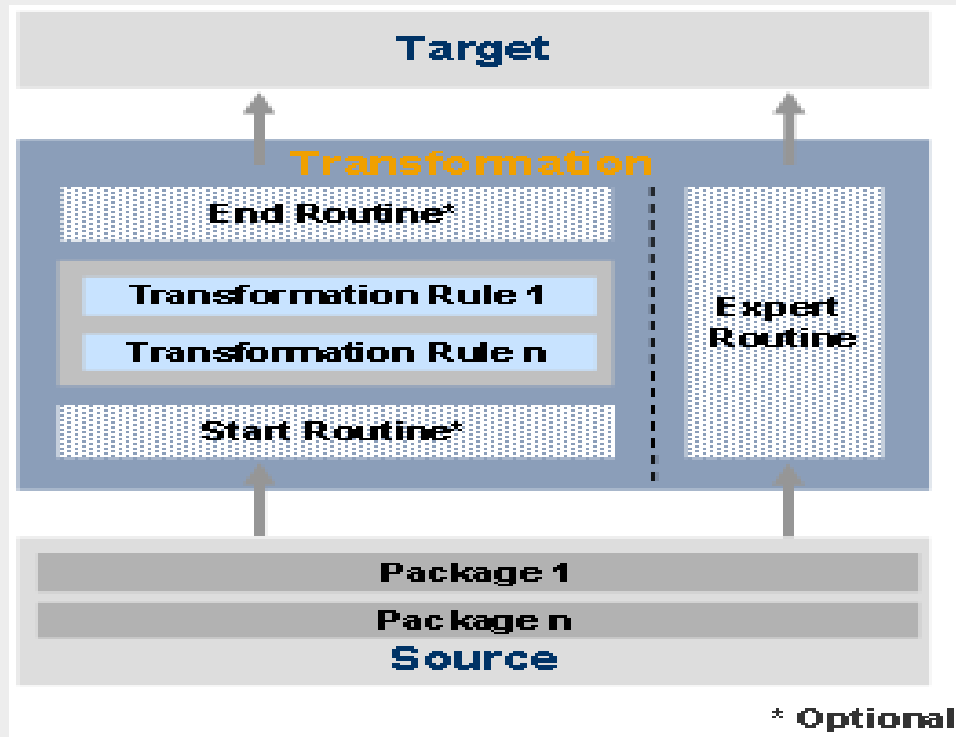 Target
Transformation
End Routine*
Transformation Rule 1
Transformation Rule n
Start Routine*
Expert
Routine
Package 1
Package n
Source
* Optional